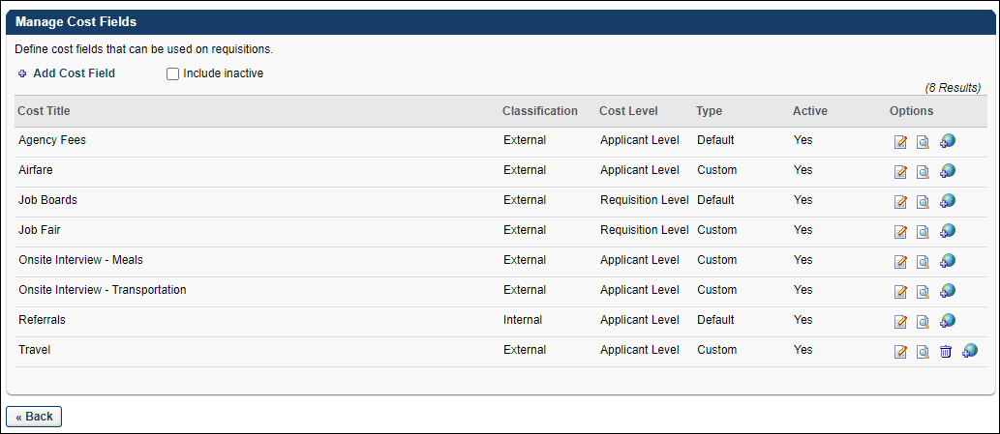 Manage Cost Fields
Define cost fields that can be used on requisitions.
Add Cost Field Include inactive
(8 Results)
Cost Title Classification Cost Level Type Active Options
Agency Fees External Applicant Level Default Yes
Airfare External Applicant Level Custom Yes
Job Boards External Requisition Level Default Yes
Job Fair External Requisition Level Custom Yes
Onsite Interview - Meals External Applicant Level Custom Yes
Onsite Interview - Transportation External Applicant Level Custom Yes
Referrals Internal Applicant Level Default Yes
Travel External Applicant Level Custom Yes
« Back